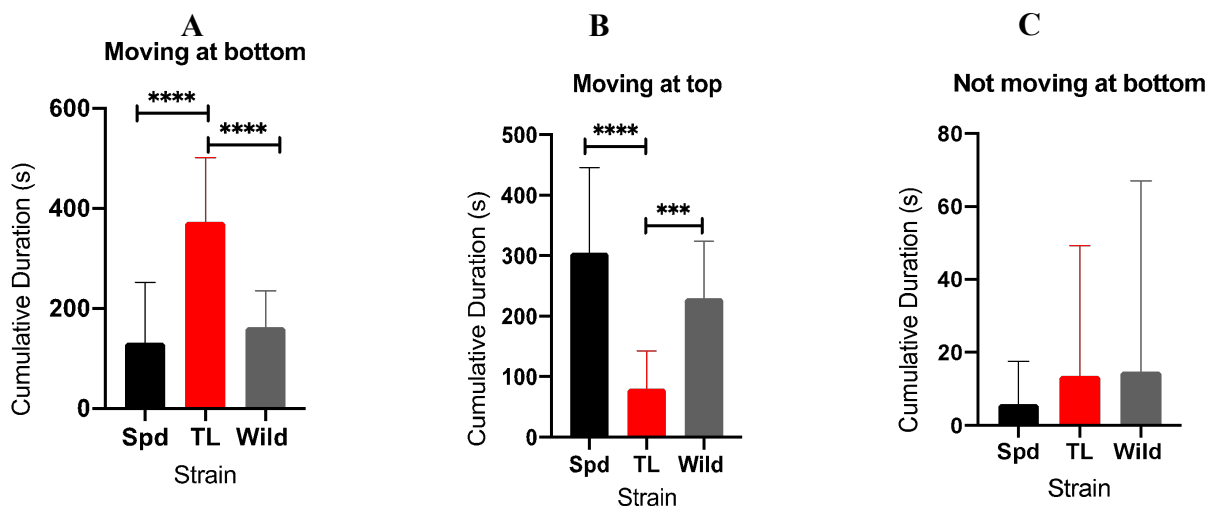 A
Moving at bottom
Cumulative Duration (s)
600
400
200
0
****
****
Spd TL Wild
Strain
B
Moving at top
Cumulative Duration (s)
500
400
300
200
100
0
****
***
Spd TL Wild
Strain
C
Not moving at bottom
Cumulative Duration (s)
80
60
40
20
0
Spd TL Wild
Strain